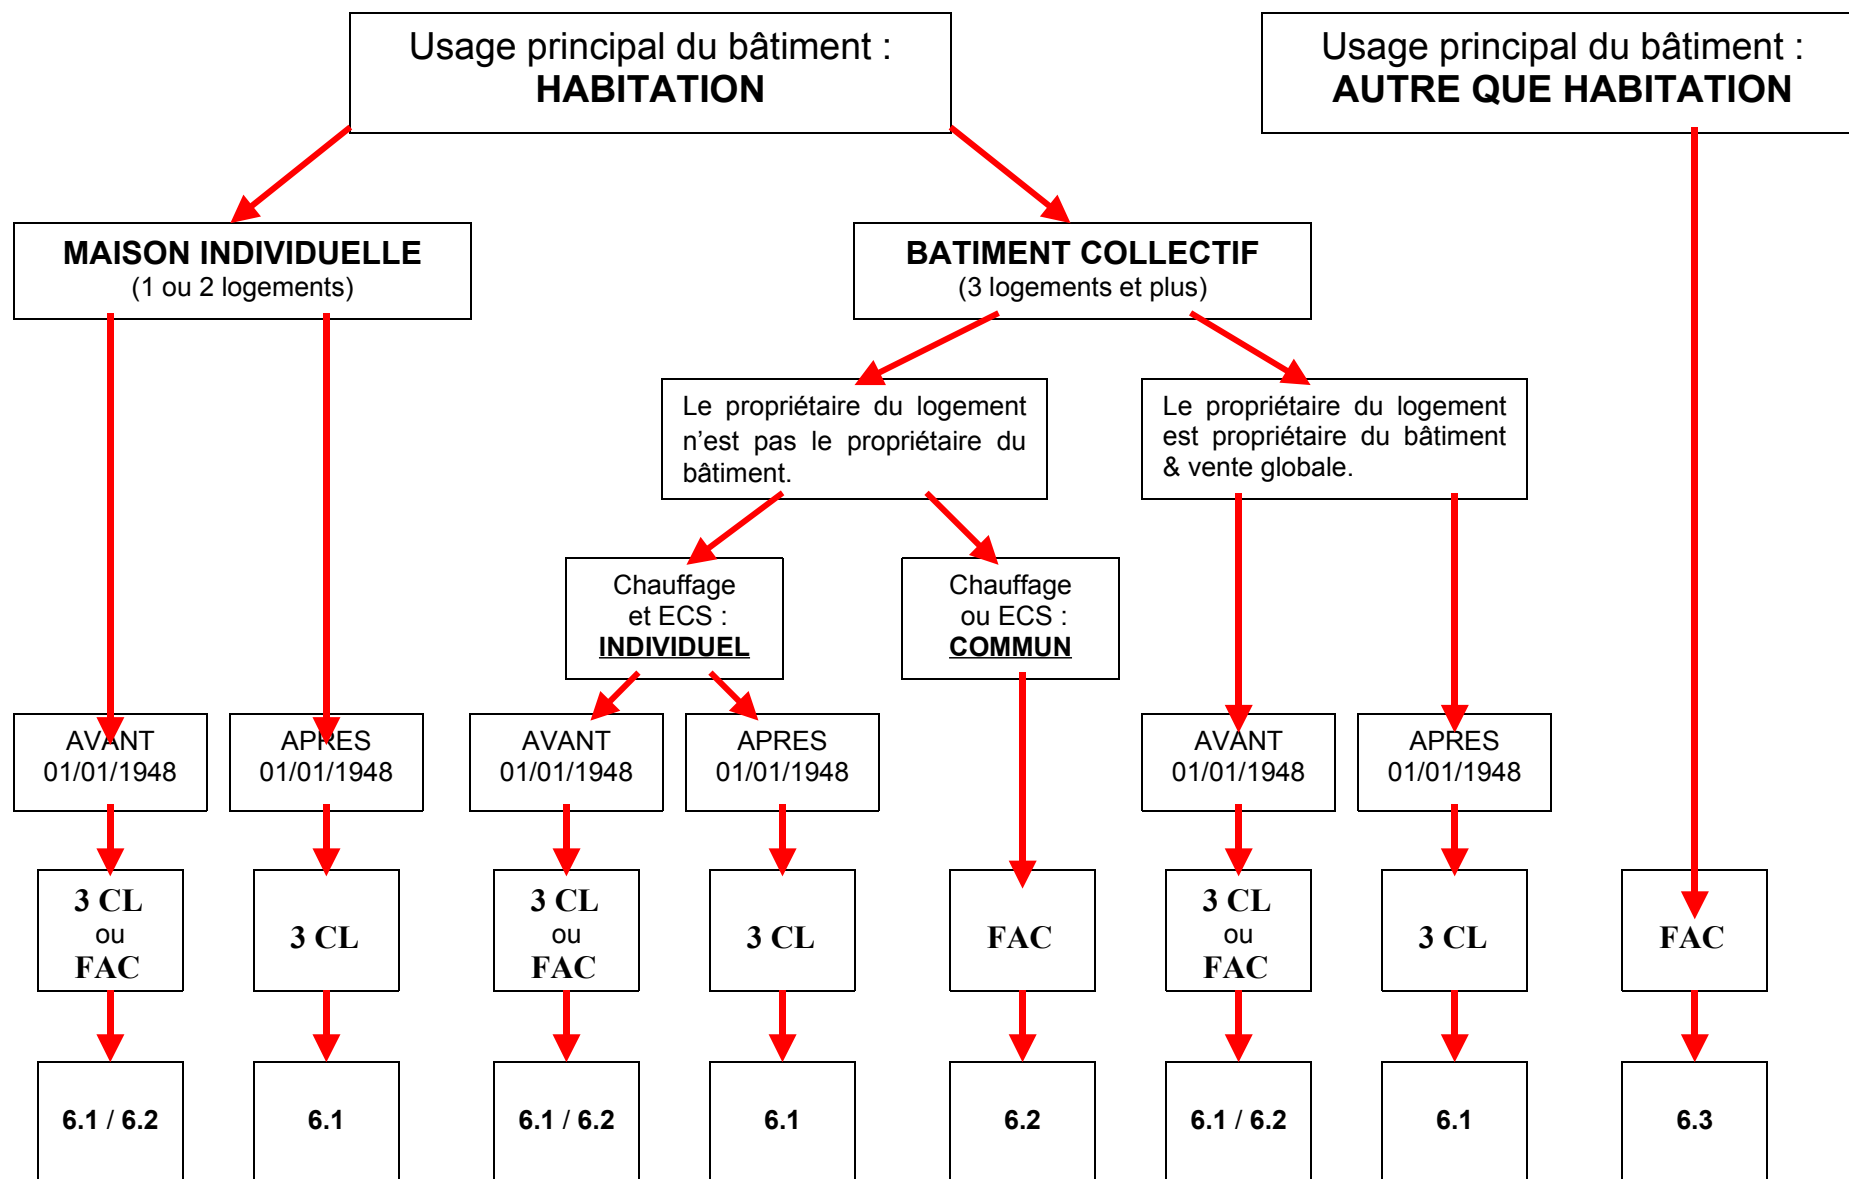 Usage principal du bâtiment :
HABITATION
Usage principal du bâtiment :
AUTRE QUE HABITATION
MAISON INDIVIDUELLE
(1 ou 2 logements)
BATIMENT COLLECTIF
(3 logements et plus)
Le propriétaire du logement
n’est pas le propriétaire du
bâtiment.
Le propriétaire du logement
est propriétaire du bâtiment
& vente globale.
Chauffage
et ECS :
INDIVIDUEL
Chauffage
ou ECS :
COMMUN
AVANT
01/01/1948
APRES
01/01/1948
AVANT
01/01/1948
APRES
01/01/1948
AVANT
01/01/1948
APRES
01/01/1948
3 CL
ou
FAC
3 CL
3 CL
ou
FAC
3 CL
FAC
3 CL
ou
FAC
3 CL
FAC
6.1 / 6.2
6.1
6.1 / 6.2
6.1
6.2
6.1 / 6.2
6.1
6.3